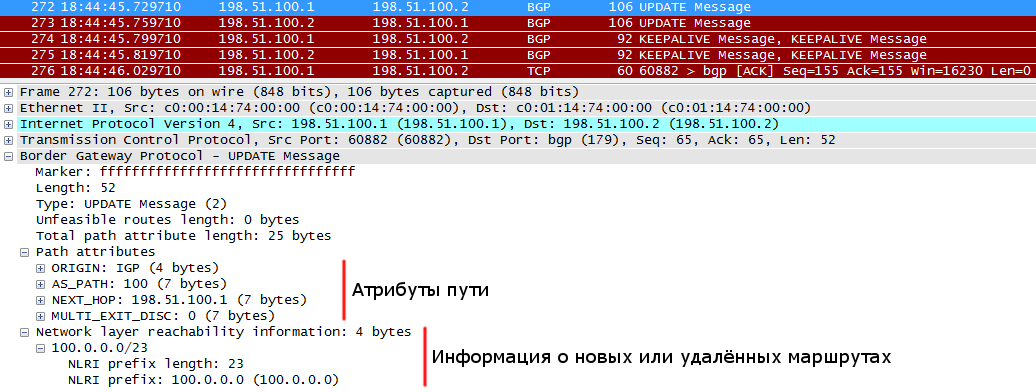 272 18:44:45.729710 198.51.100.1 198.51.100.2 BGP 106 UPDATE Message
273 18:44:45.759710 198.51.100.2 198.51.100.1 BGP 106 UPDATE Message
274 18:44:45.799710 198.51.100.1 198.51.100.2 BGP 92 KEEPALIVE Message, KEEPALIVE Message
275 18:44:45.819710 198.51.100.2 198.51.100.1 BGP 92 KEEPALIVE Message, KEEPALIVE Message
276 18:44:46.029710 198.51.100.1 198.51.100.2 TCP 60 60882 > bgp [ACK] Seq=155 Ack=155 Win=16230 Len=0
Frame 272: 106 bytes on wire (848 bits), 106 bytes captured (848 bits)
Ethernet II, Src: c0:00:14:74:00:00 (c0:00:14:74:00:00), Dst: c0:01:14:74:00:00 (c0:01:14:74:00:00)
Internet Protocol Version 4, Src: 198.51.100.1 (198.51.100.1), Dst: 198.51.100.2 (198.51.100.2)
Transmission Control Protocol, Src Port: 60882 (60882), Dst Port: bgp (179), Seq: 65, Ack: 65, Len: 52
Border Gateway Protocol - UPDATE Message
Marker: ffffffffffffffffffffffffffffffff
Length: 52
Type: UPDATE Message (2)
Unfeasible routes length: 0 bytes
Total path attribute length: 25 bytes
Path attributes
ORIGIN: IGP (4 bytes)
AS_PATH: 100 (7 bytes)
NEXT_HOP: 198.51.100.1 (7 bytes)
MULTI_EXIT_DISC: 0 (7 bytes)
Атрибуты пути
Network layer reachability information: 4 bytes
100.0.0.0/23
NLRI prefix length: 23
NLRI prefix: 100.0.0.0 (100.0.0.0)
Информация о новых или удалённых маршрутах